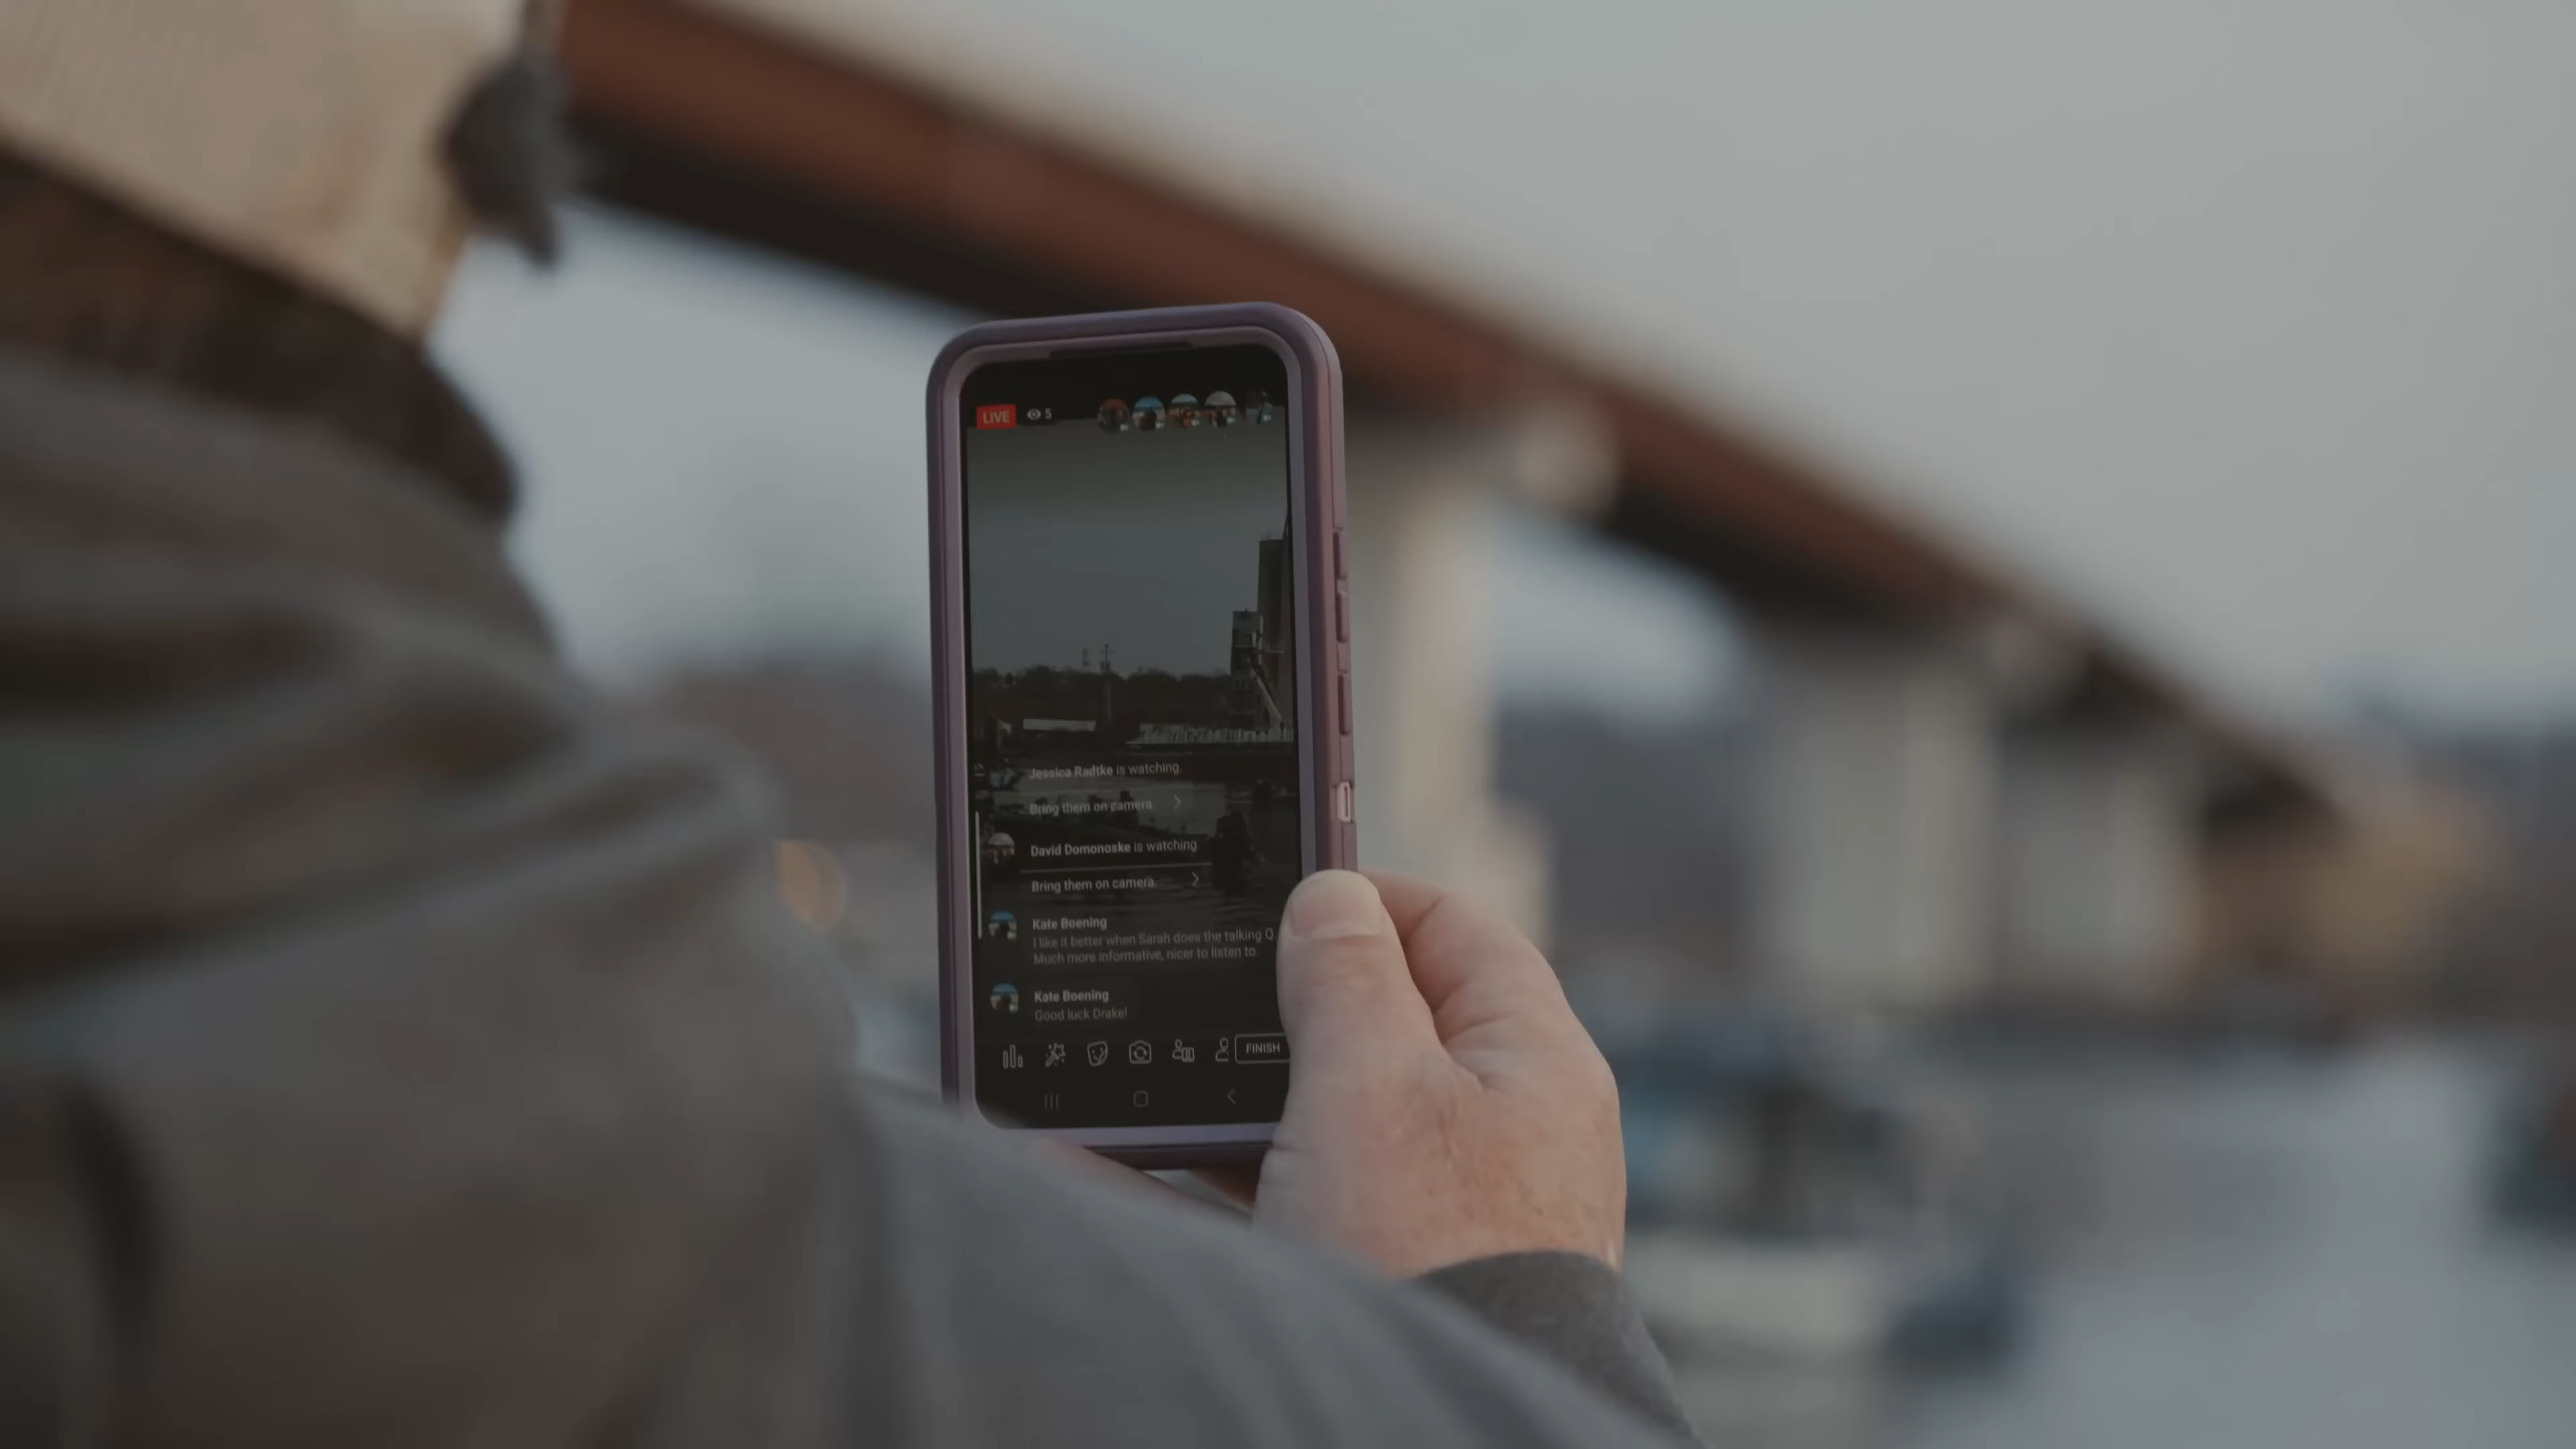 LIVE 5
Jessica Radtke is watching.
Bring them on camera.
David Domonoske is watching.
Bring them on camera.
Kate Boening
I like it better when Sarah does the talking Q.
Much more informative, nicer to listen to.
Kate Boening
Good luck Drake!
FINISH